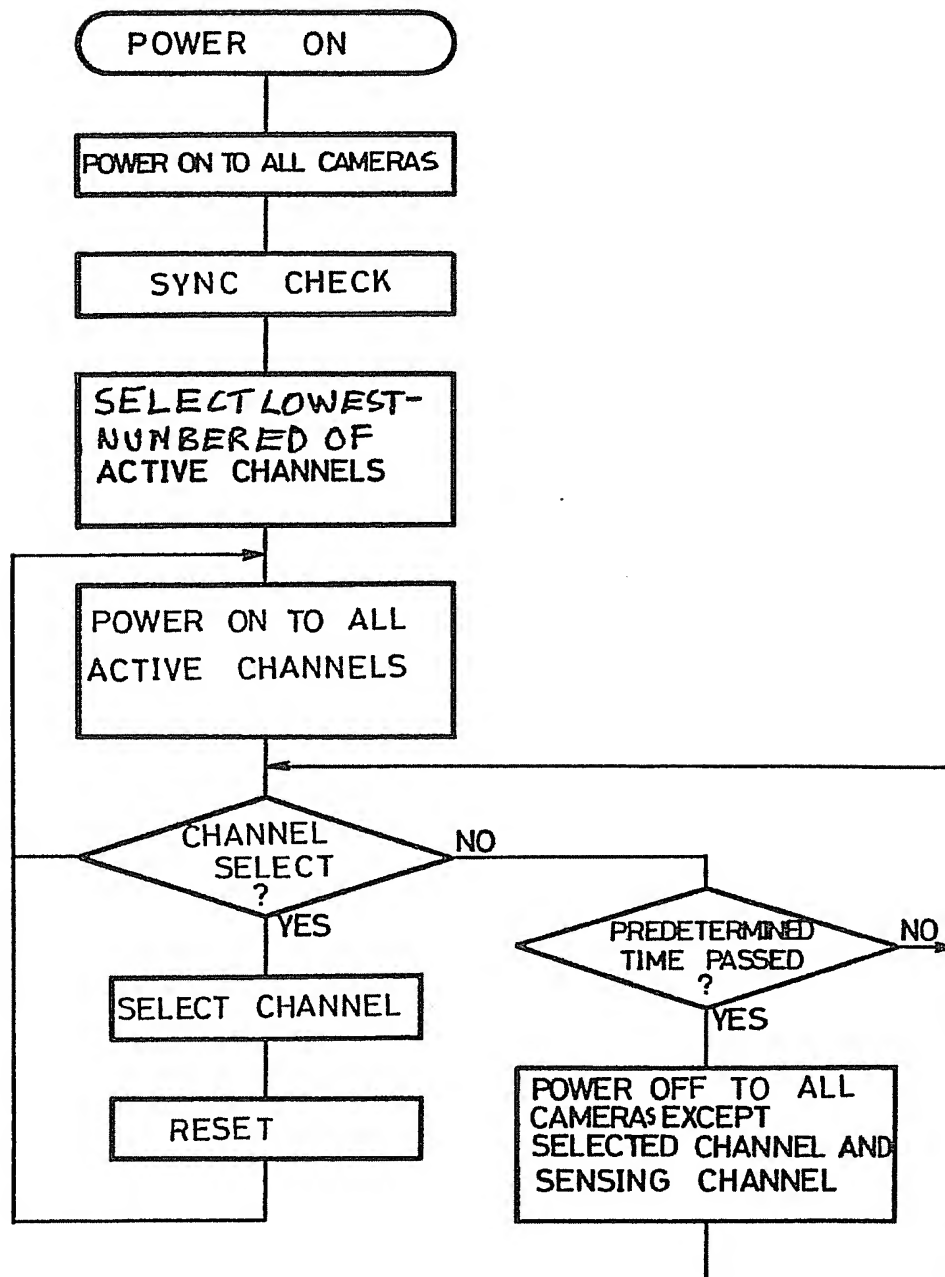 POWER ON
POWER ON TO ALL CAMERAS
SYNC CHECK
SELECT LOWEST-
NUMBERED OF
ACTIVE CHANNELS
POWER ON TO ALL
ACTIVE CHANNELS
CHANNEL
SELECT
?
NO
YES
PREDETERMINED
TIME PASSED
?
NO
YES
SELECT CHANNEL
RESET
POWER OFF TO ALL
CAMERAS EXCEPT
SELECTED CHANNEL AND
SENSING CHANNEL